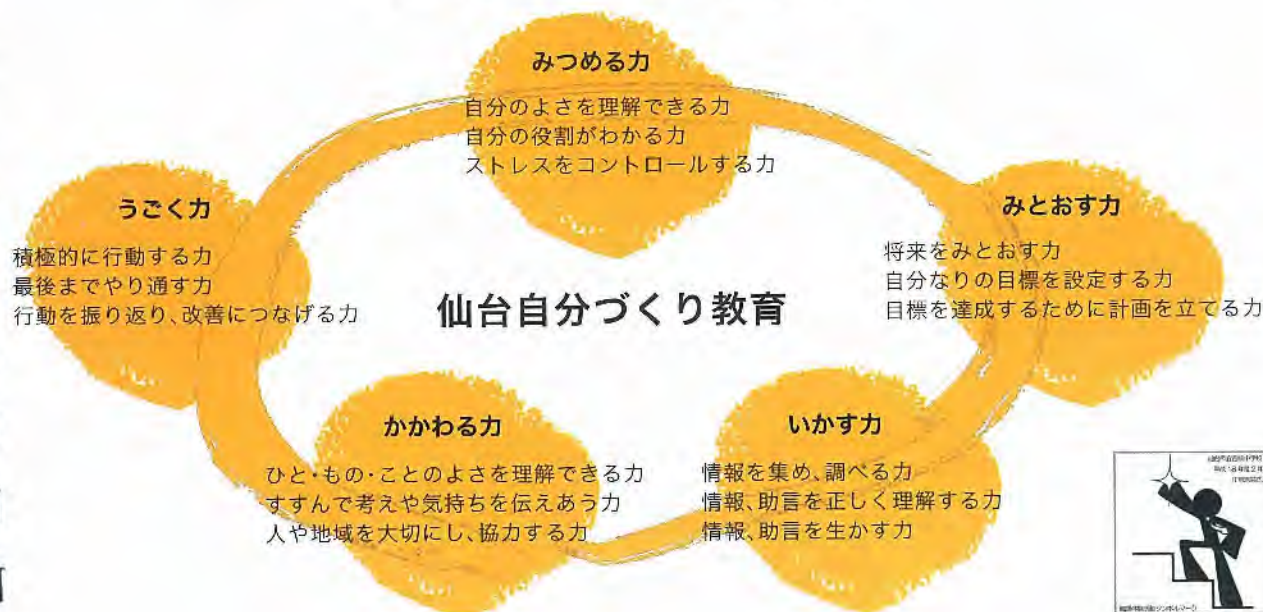 みつめる力
自分のよさを理解できる力
自分の役割がわかる力
ストレスをコントロールする力
うごく力
積極的に行動する力
最後までやり通す力
行動を振り返り、改善につなげる力
みとおす力
将来をみとおす力
自分なりの目標を設定する力
目標を達成するために計画を立てる力
仙台自分づくり教育
かかわる力
ひと・もの・ことのよさを理解できる力
すすんで考えや気持ちを伝えあう力
人や地域を大切にし、協力する力
いかす力
情報を集め、調べる力
情報、助言を正しく理解する力
情報、助言を生かす力